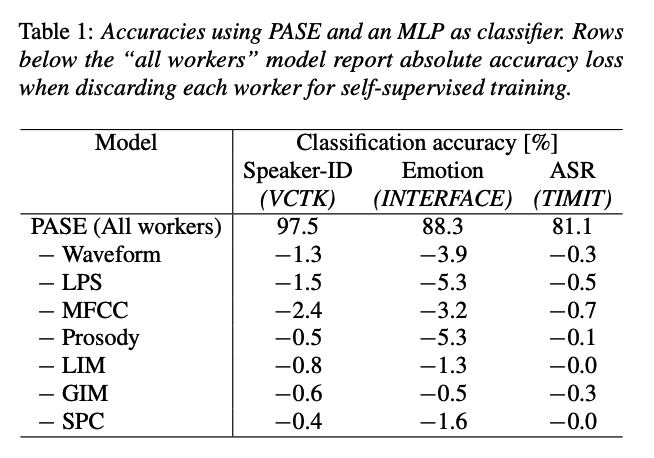 Table 1: Accuracies using PASE and an MLP as classifier. Rows
below the “all workers” model report absolute accuracy loss
when discarding each worker for self-supervised training.
Model Classification accuracy [%]
Speaker-ID Emotion ASR
(VCTK) (INTERFACE) (TIMIT)
PASE (All workers) 97.5 88.3 81.1
− Waveform −1.3 −3.9 −0.3
− LPS −1.5 −5.3 −0.5
− MFCC −2.4 −3.2 −0.7
− Prosody −0.5 −5.3 −0.1
− LIM −0.8 −1.3 −0.0
− GIM −0.6 −0.5 −0.3
− SPC −0.4 −1.6 −0.0